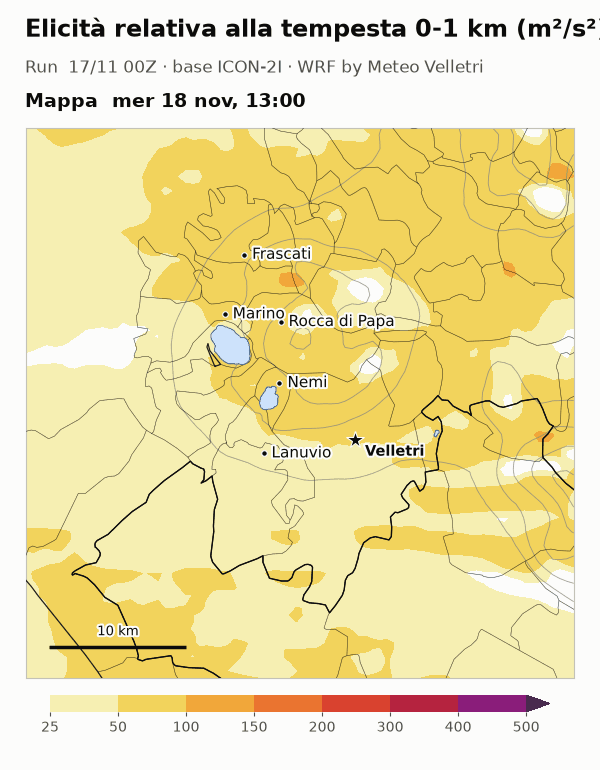 Elicità relativa alla tempesta 0-1 km (m²/s²)
Run 17/11 00Z · base ICON-2I · WRF by Meteo Velletri
Mappa mer 18 nov, 13:00
Frascati
Marino
Rocca di Papa
Nemi
Velletri
Lanuvio
10 km
25 50 100 150 200 300 400 500